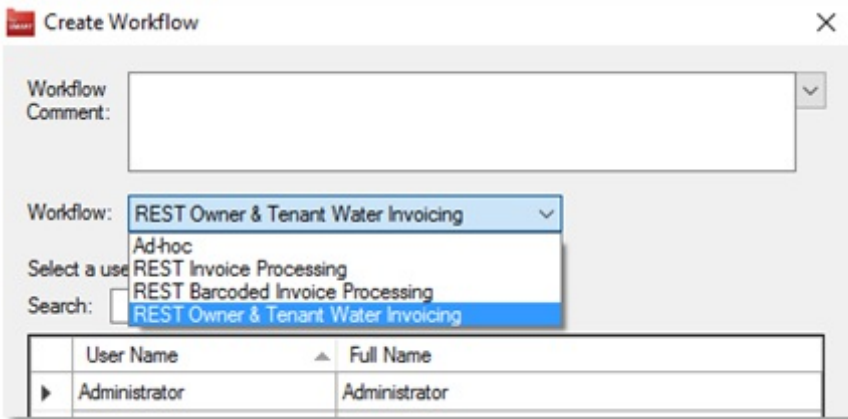 Create Workflow
Workflow
Comment:
Workflow: REST Owner & Tenant Water Invoicing
Ad-hoc
Select a use
REST Invoice Processing
REST Barcoded Invoice Processing
Search:
REST Owner & Tenant Water Invoicing
User Name Full Name
Administrator Administrator